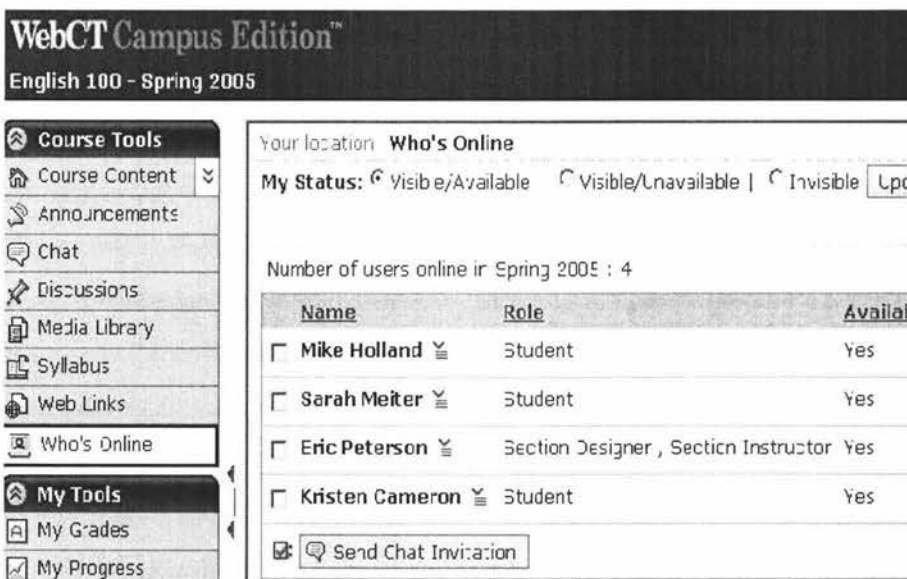 WebCT Campus Edition™
English 100 - Spring 2005
Course Tools
Course Content
Announcements
Chat
Discussions
Media Library
Syllabus
Web Links
Who's Online
My Tools
My Grades
My Progress
Your location Who's Online
My Status: Visible/Available Visible/Unavailable | Invisible Upd
Number of users online in Spring 2005 : 4
Name Role Availab
Mike Holland Student Yes
Sarah Meiter Student Yes
Eric Peterson Section Designer , Section Instructor Yes
Kristen Cameron Student Yes
Send Chat Invitation